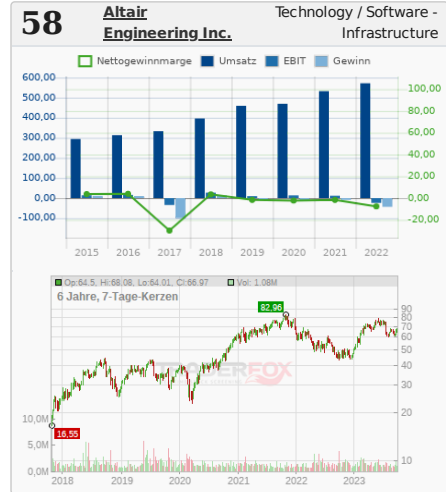 58 Altair Engineering Inc. Technology / Software - Infrastructure
Nettogewinnmarge Umsatz EBIT Gewinn
600,00
500,00
400,00
300,00
200,00
100,00
0,00
-100,00
100,00
80,00
60,00
40,00
20,00
0,00
-20,00
2015 2016 2017 2018 2019 2020 2021 2022
Op:64.5, Hi:68.08, Lo:64.01, Cl:66.97 Vol: 1.08M
6 Jahre, 7-Tage-Kerzen
82,96
16,55
TRADERFOX
90
80
70
60
50
40
30
20
10
10,0M
5,0M
0,0M
2018 2019 2020 2021 2022 2023